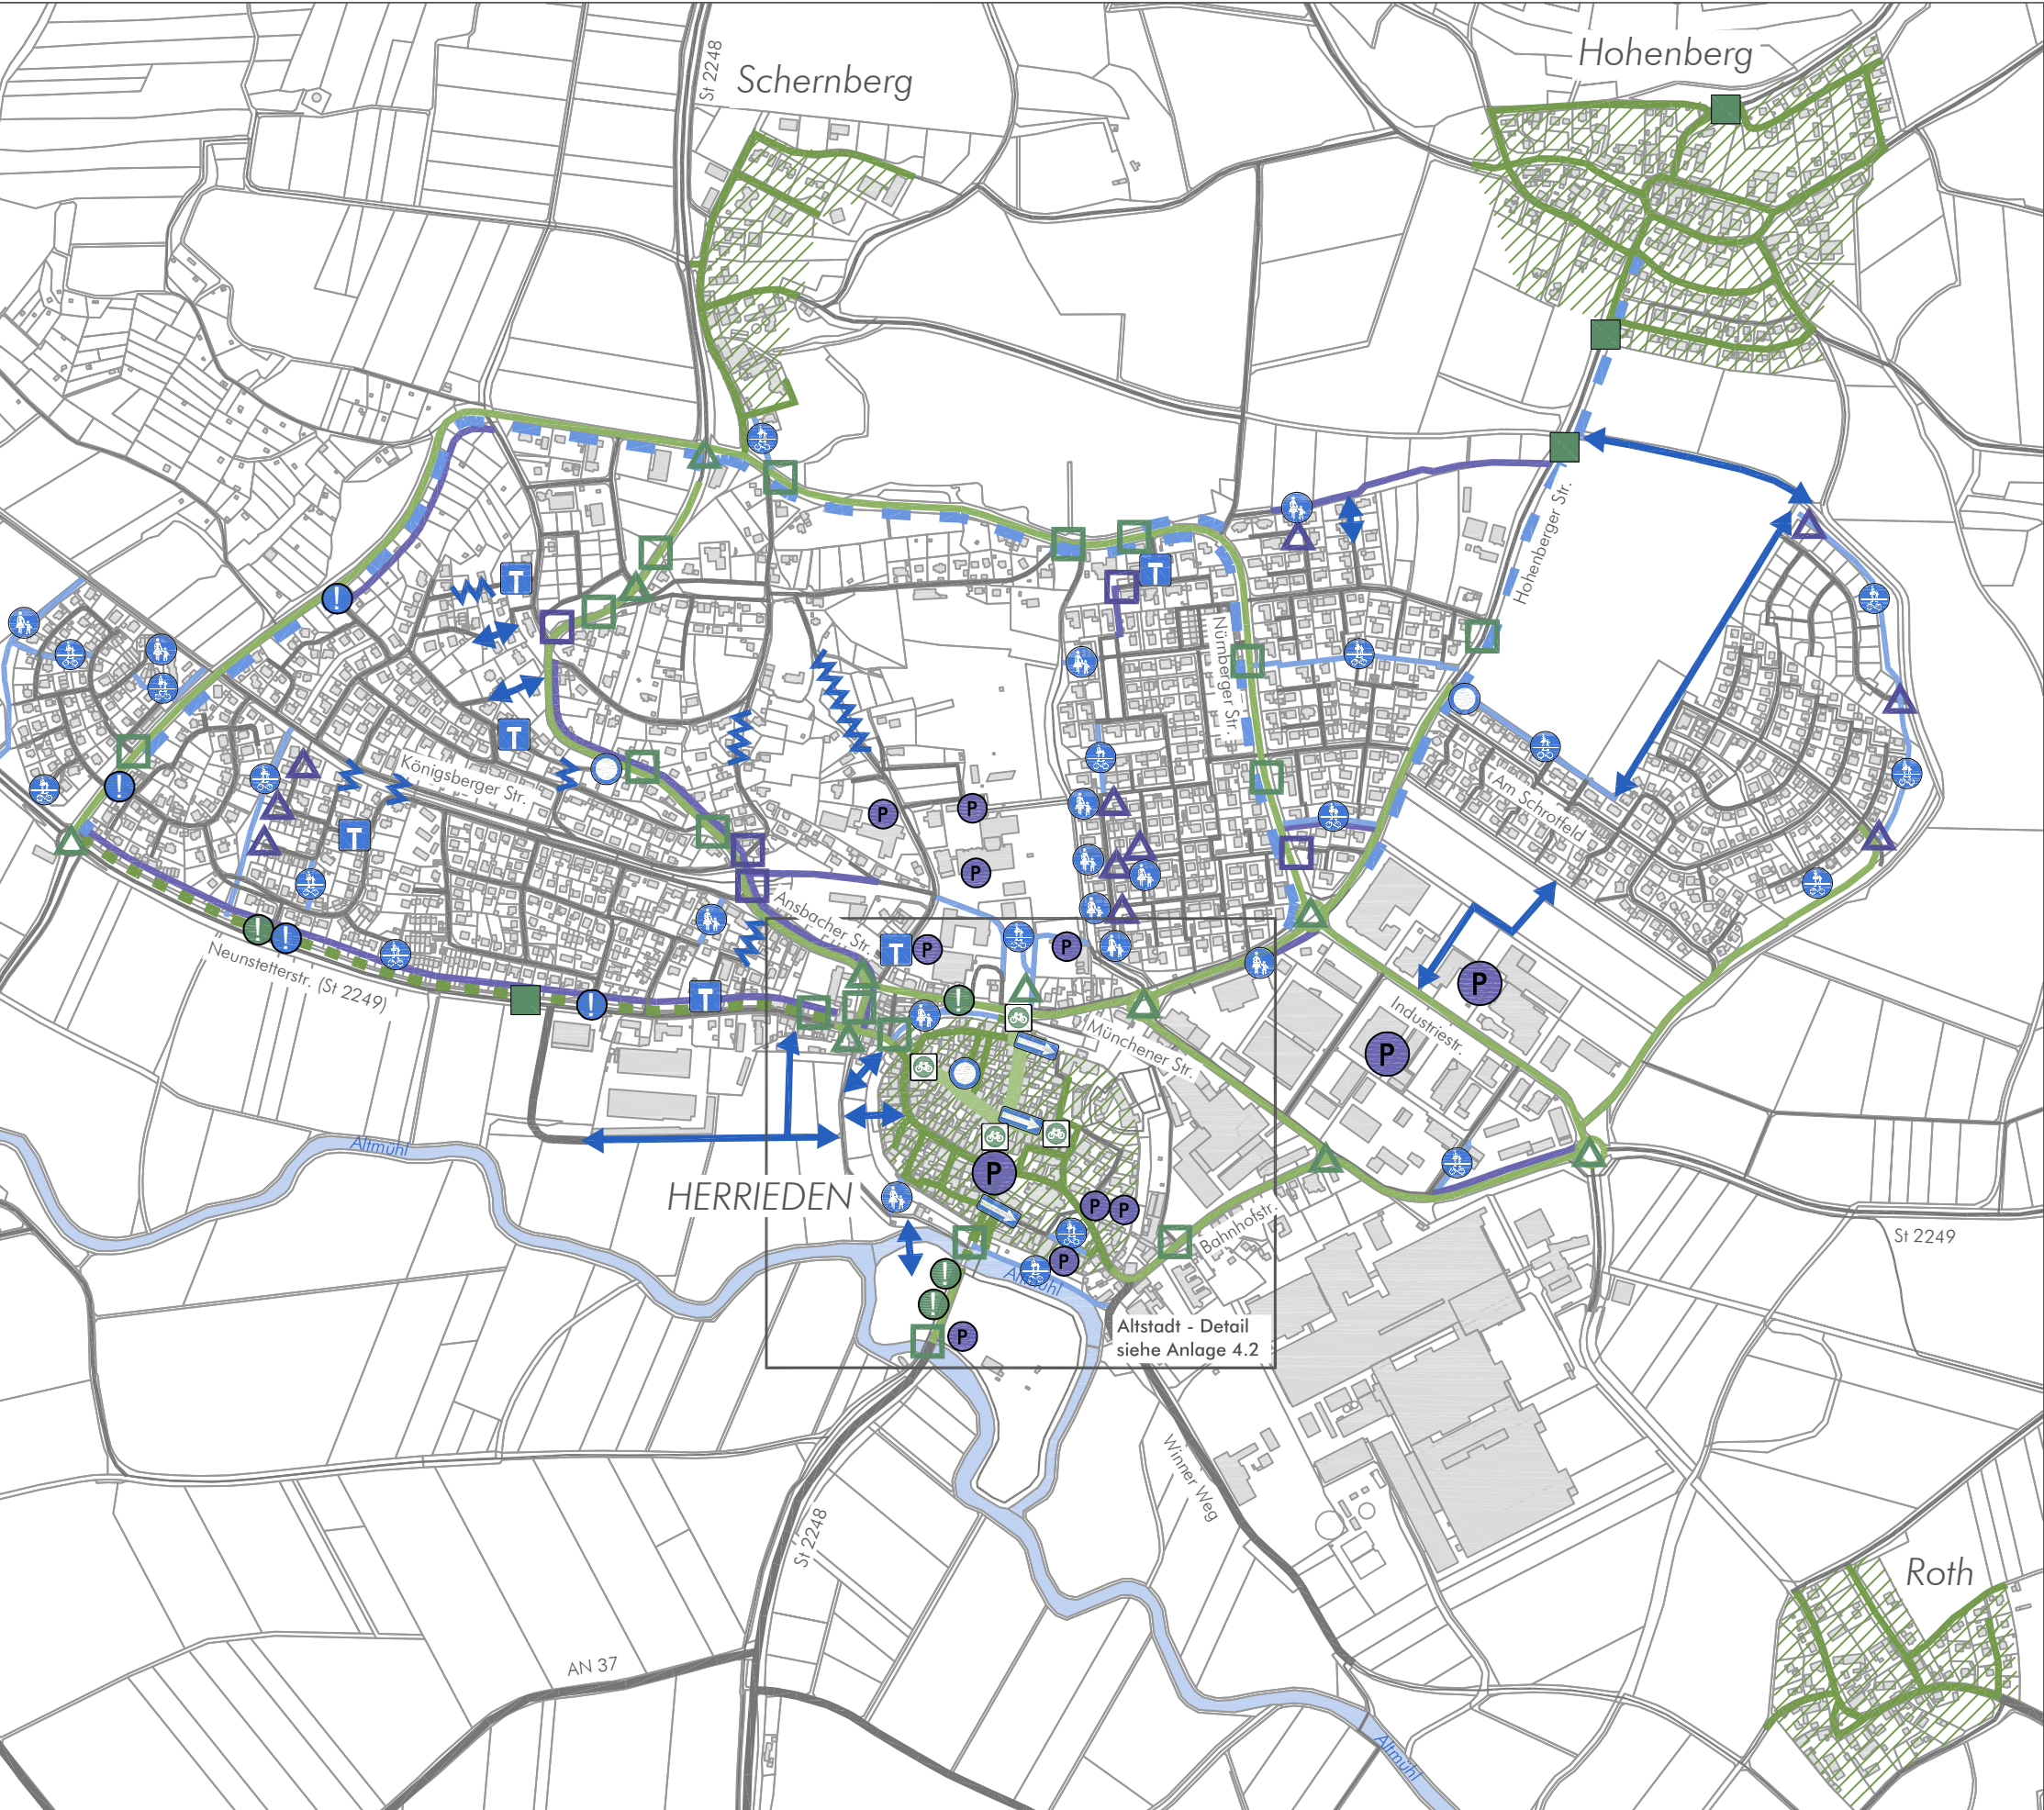 Hohenberg
Schernberg
St 2248
Hohenberger Str.
T
T
!
Nürnberger Str.
T
Königsberger Str.
!
T
P
P
P
Am Schroffeld
Ansbacher Str.
T
P
P
!
!
Neunstetterstr. (St 2249)
T
!
!
P
Industriestr.
P
Münchener Str.
Altmühl
HERRIEDEN
P
P
P
Bahnhofstr.
St 2249
P
Altmühl
!
!
P
Altstadt - Detail
siehe Anlage 4.2
Winner Weg
St 2248
Roth
AN 37
Altmühl